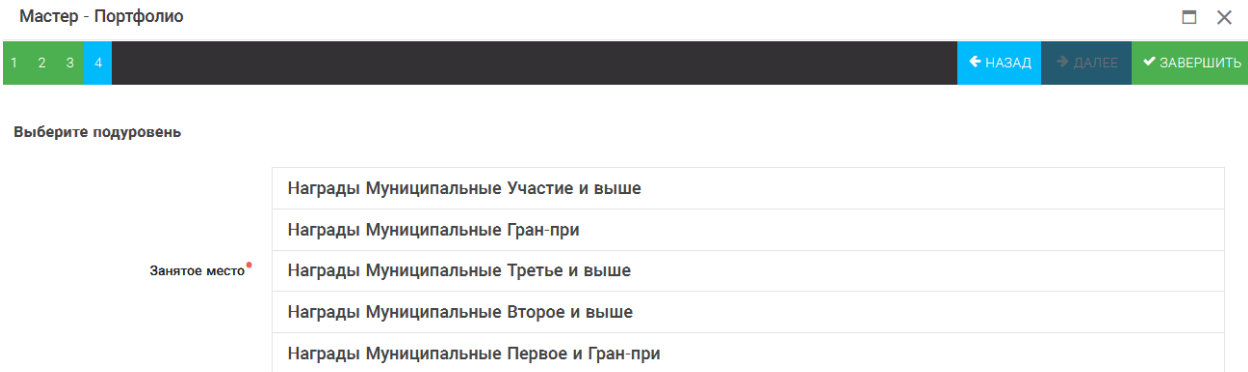 Мастер - Портфолио
1 2 3 4 НАЗАД ДАЛЕЕ ЗАВЕРШИТЬ
Выберите подуровень
Награды Муниципальные Участие и выше
Награды Муниципальные Гран-при
Занятое место* Награды Муниципальные Третье и выше
Награды Муниципальные Второе и выше
Награды Муниципальные Первое и Гран-при